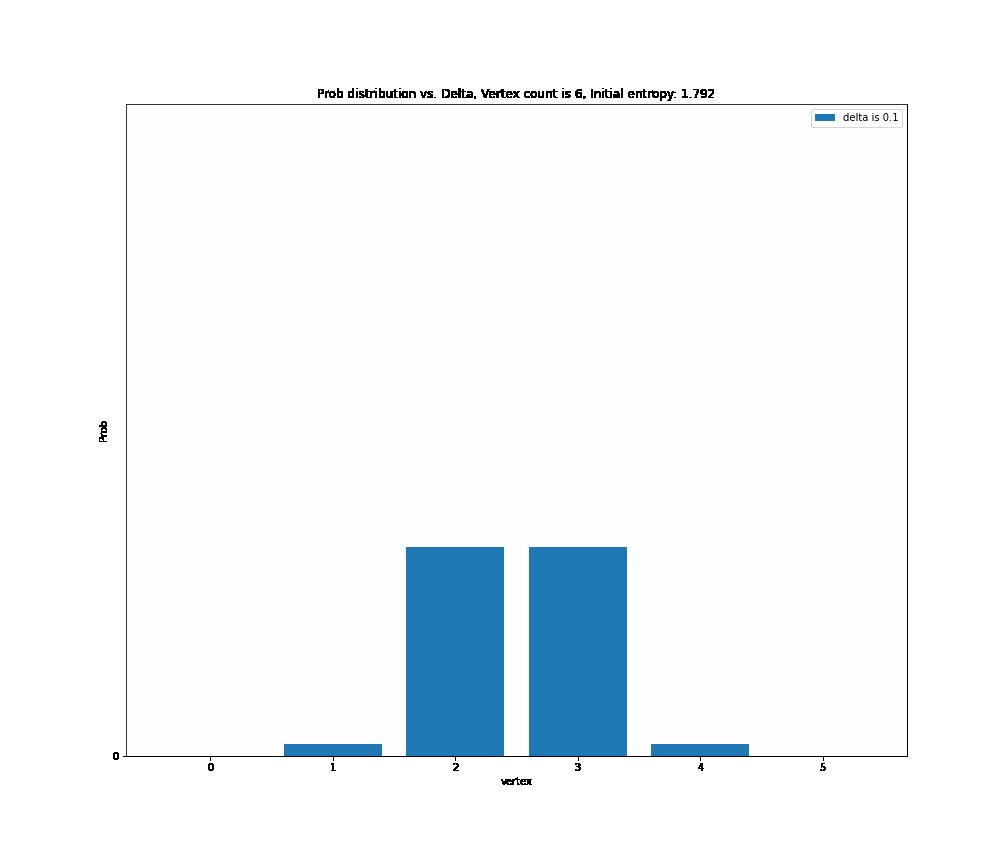 Prob distribution vs. Delta, Vertex count is 6, Initial entropy: 1.792
delta is 0.1
Prob
0
0 1 2 3 4 5
vertex